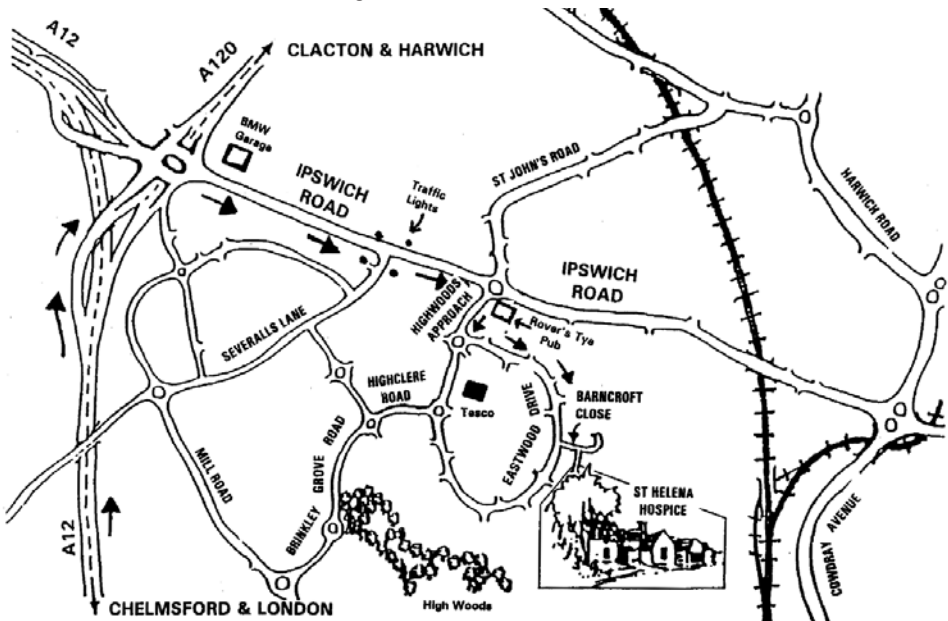 A12
A120
CLACTON & HARWICH
BMW
Garage
IPSWICH
ROAD
Traffic
Lights
ST JOHN'S ROAD
HARWICH ROAD
IPSWICH
ROAD
HIGHWOODS
APPROACH
Rover's Tye
Pub
SEVERALLS LANE
HIGHCLERE
ROAD
Tesco
EASTWOOD DRIVE
BARNCROFT
CLOSE
MILL ROAD
BRINKLEY GROVE ROAD
ST HELENA
HOSPICE
A12
COWDRAY AVENUE
High Woods
CHELMSFORD & LONDON